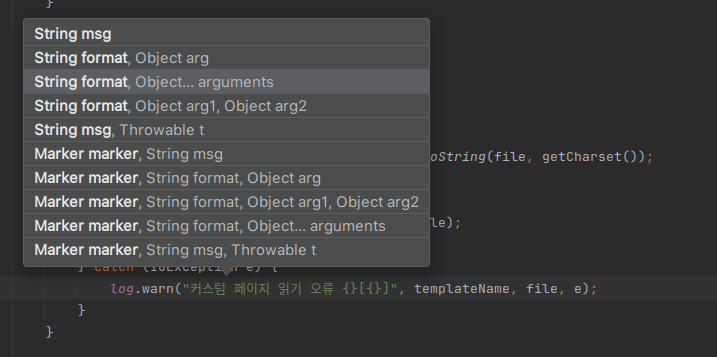 }
String msg
String format, Object arg
String format, Object... arguments
String format, Object arg1, Object arg2
String msg, Throwable t
Marker marker, String msg
Marker marker, String format, Object arg
Marker marker, String format, Object arg1, Object arg2
Marker marker, String format, Object... arguments
Marker marker, String msg, Throwable t
oString(file, getCharset());
le);
} catch (IOException e) {
log.warn("커스텀 페이지 읽기 오류 {}[{}]", templateName, file, e);
}
}